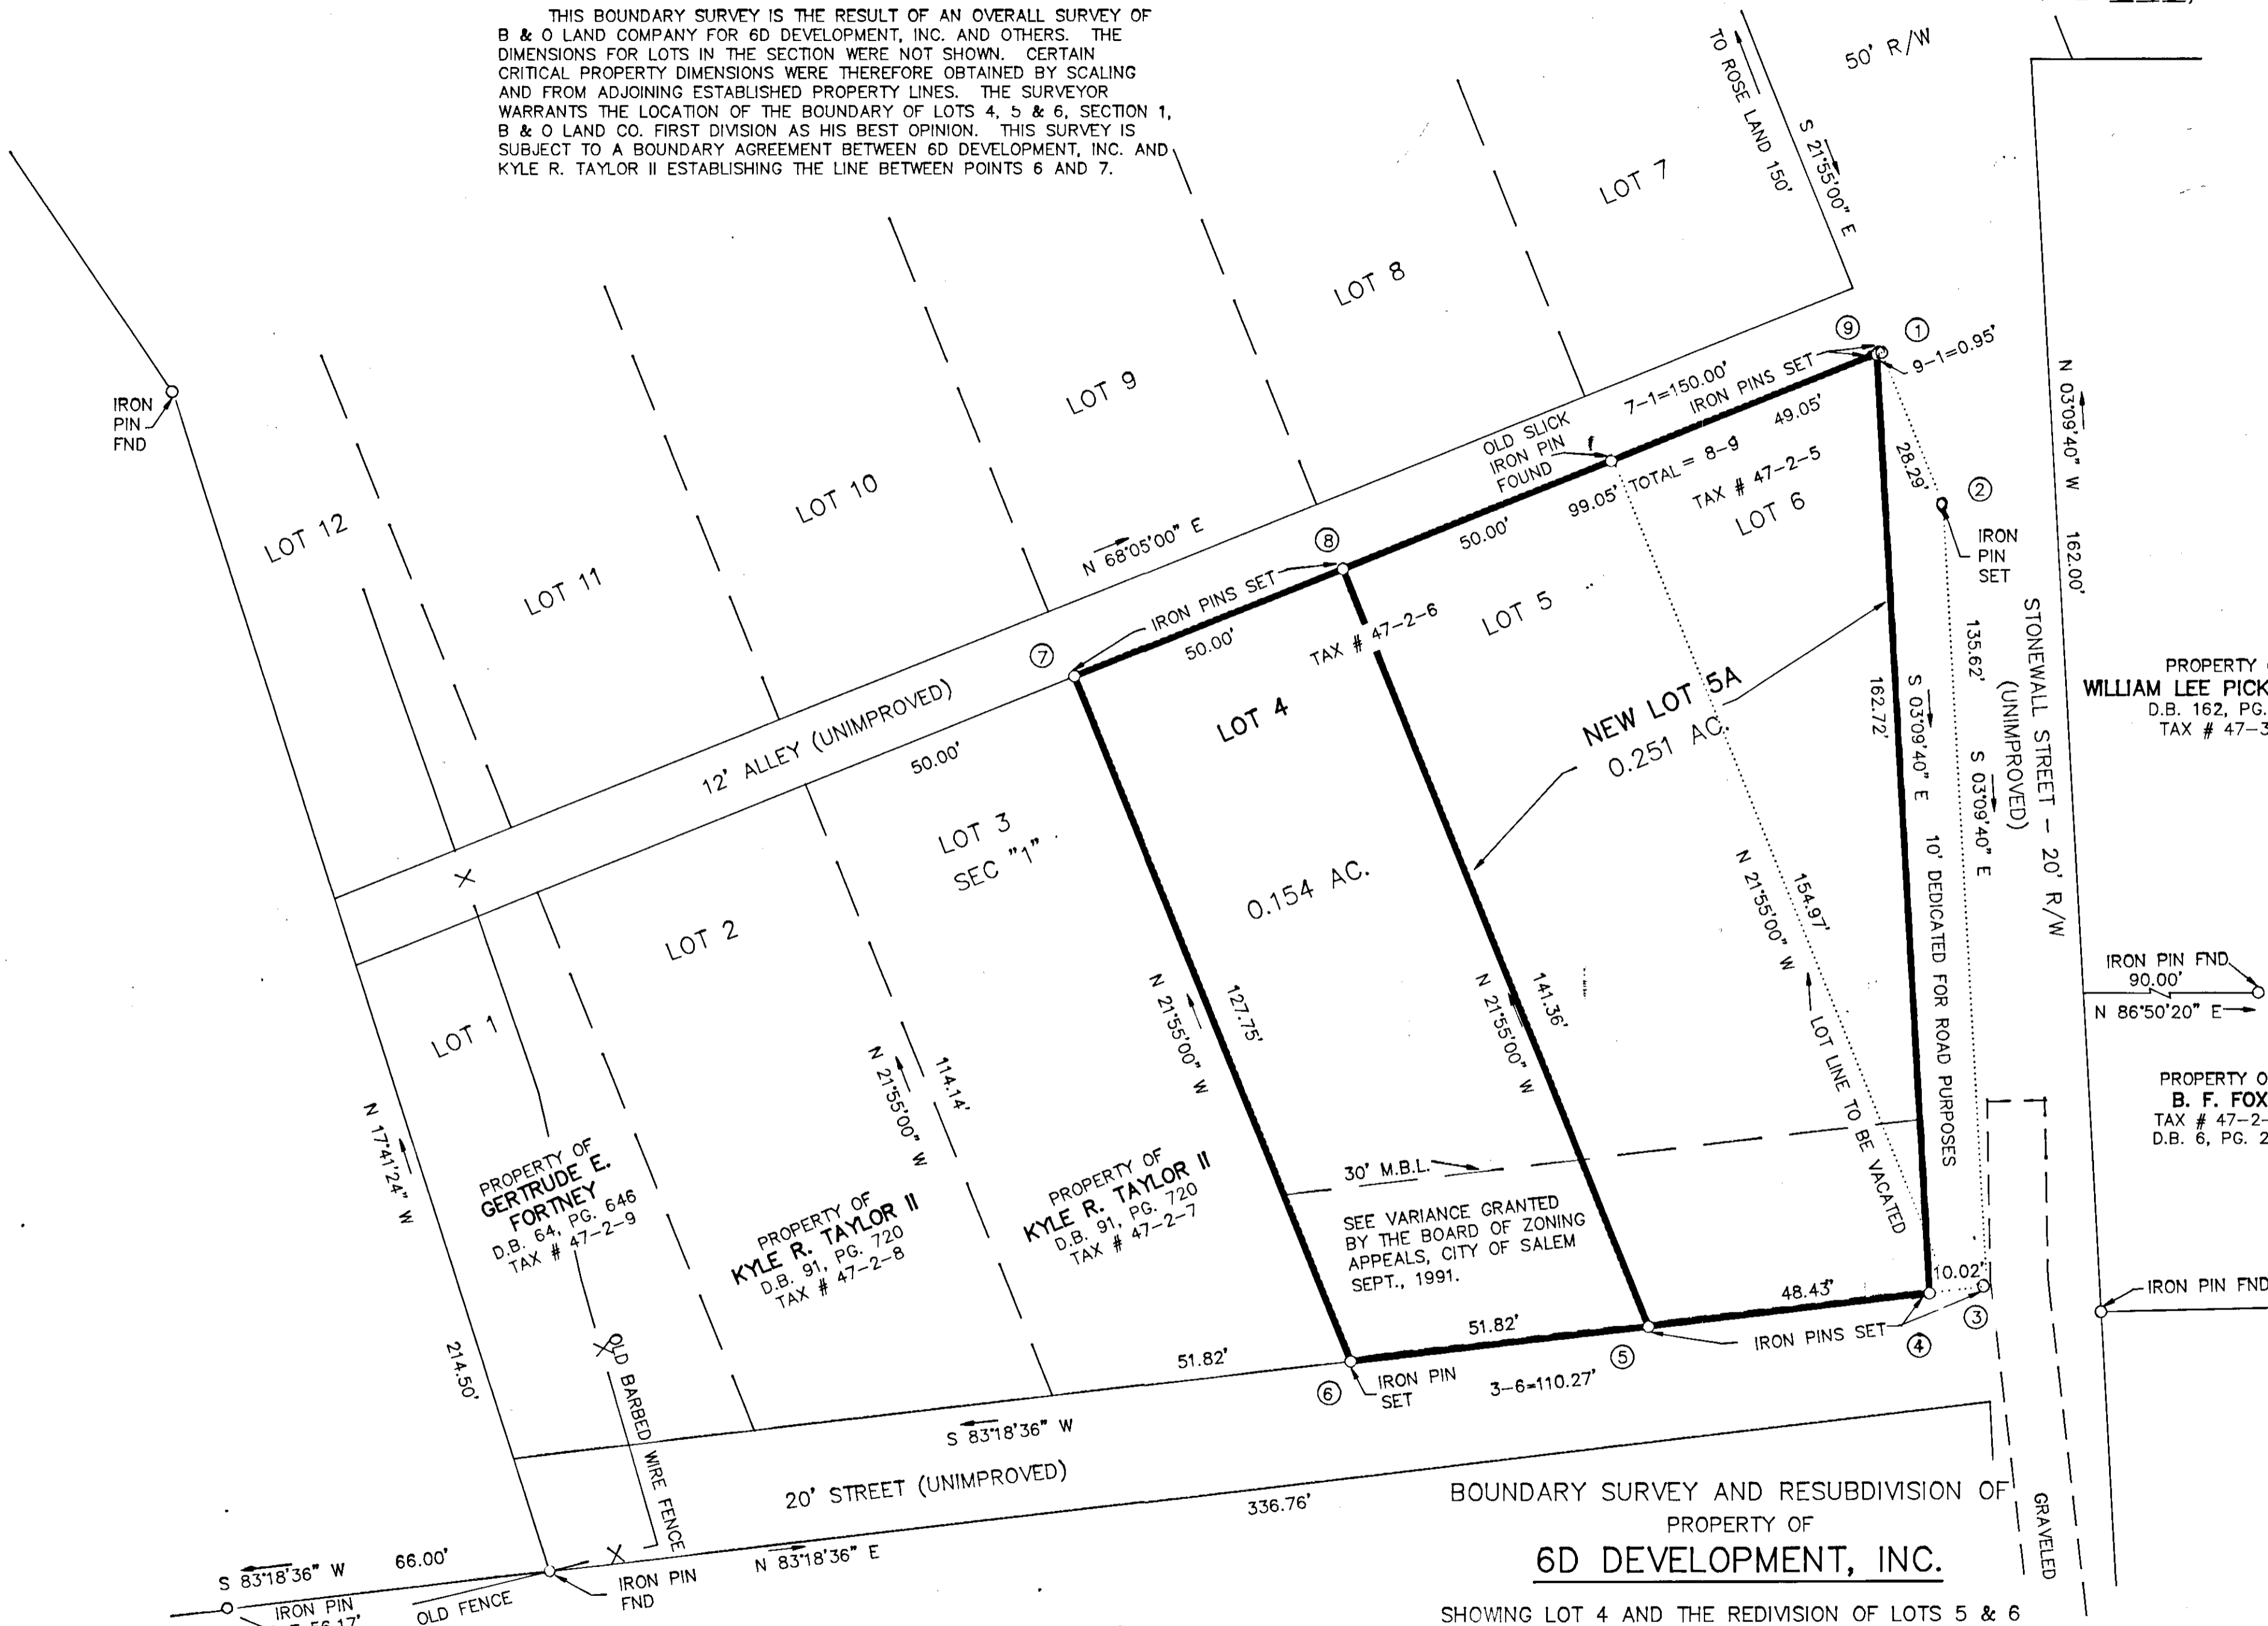 THIS BOUNDARY SURVEY IS THE RESULT OF AN OVERALL SURVEY OF
B & O LAND COMPANY FOR 6D DEVELOPMENT, INC. AND OTHERS. THE
DIMENSIONS FOR LOTS IN THE SECTION WERE NOT SHOWN. CERTAIN
CRITICAL PROPERTY DIMENSIONS WERE THEREFORE OBTAINED BY SCALING
AND FROM ADJOINING ESTABLISHED PROPERTY LINES. THE SURVEYOR
WARRANTS THE LOCATION OF THE BOUNDARY OF LOTS 4, 5 & 6, SECTION 1,
B & O LAND CO. FIRST DIVISION AS HIS BEST OPINION. THIS SURVEY IS
SUBJECT TO A BOUNDARY AGREEMENT BETWEEN 6D DEVELOPMENT, INC. AND
KYLE R. TAYLOR II ESTABLISHING THE LINE BETWEEN POINTS 6 AND 7.
TO ROSE LAND 150'
S 21°55'00" E
50' R/W
LOT 7
LOT 8
LOT 9
LOT 10
LOT 11
LOT 12
IRON
PIN
FND
9
1
9-1=0.95'
7-1=150.00'
IRON PINS SET
49.05'
OLD SLICK
IRON PIN
FOUND
99.05' TOTAL = 8-9
TAX # 47-2-5
LOT 6
28.29'
2
IRON
PIN
SET
N 03°09'40" W 162.00'
N 68°05'00" E
8
50.00'
IRON PINS SET
7
50.00'
TAX # 47-2-6
LOT 5
LOT 4
NEW LOT 5A
0.251 AC.
162.72'
S 03°09'40" E
10' DEDICATED FOR ROAD PURPOSES
135.62'
S 03°09'40" E
STONEWALL STREET - 20' R/W
(UNIMPROVED)
PROPERTY
WILLIAM LEE PICK
D.B. 162, PG.
TAX # 47-3
12' ALLEY (UNIMPROVED)
50.00'
LOT 3
SEC "1"
0.154 AC.
LOT 2
LOT 1
154.97'
N 21°55'00" W
LOT LINE TO BE VACATED
127.75'
N 21°55'00" W
141.36'
N 21°55'00" W
114.14'
N 21°55'00" W
IRON PIN FND
90.00'
N 86°50'20" E
PROPERTY O
B. F. FOX
TAX # 47-2-
D.B. 6, PG. 2
N 17°41'24" W
214.50'
PROPERTY OF
GERTRUDE E.
FORTNEY
D.B. 64, PG. 646
TAX # 47-2-9
PROPERTY OF
KYLE R. TAYLOR II
D.B. 91, PG. 720
TAX # 47-2-8
PROPERTY OF
KYLE R. TAYLOR II
D.B. 91, PG. 720
TAX # 47-2-7
30' M.B.L.
SEE VARIANCE GRANTED
BY THE BOARD OF ZONING
APPEALS, CITY OF SALEM
SEPT., 1991.
10.02'
48.43'
IRON PIN FND
3
4
IRON PINS SET
5
51.82'
51.82'
6
IRON PIN
SET
3-6=110.27'
OLD BARBED WIRE FENCE
S 83°18'36" W
20' STREET (UNIMPROVED)
336.76'
N 83°18'36" E
S 83°18'36" W
66.00'
IRON PIN
56.17'
OLD FENCE
IRON PIN
FND
GRAVELED
BOUNDARY SURVEY AND RESUBDIVISION OF
PROPERTY OF
6D DEVELOPMENT, INC.
SHOWING LOT 4 AND THE REDIVISION OF LOTS 5 & 6